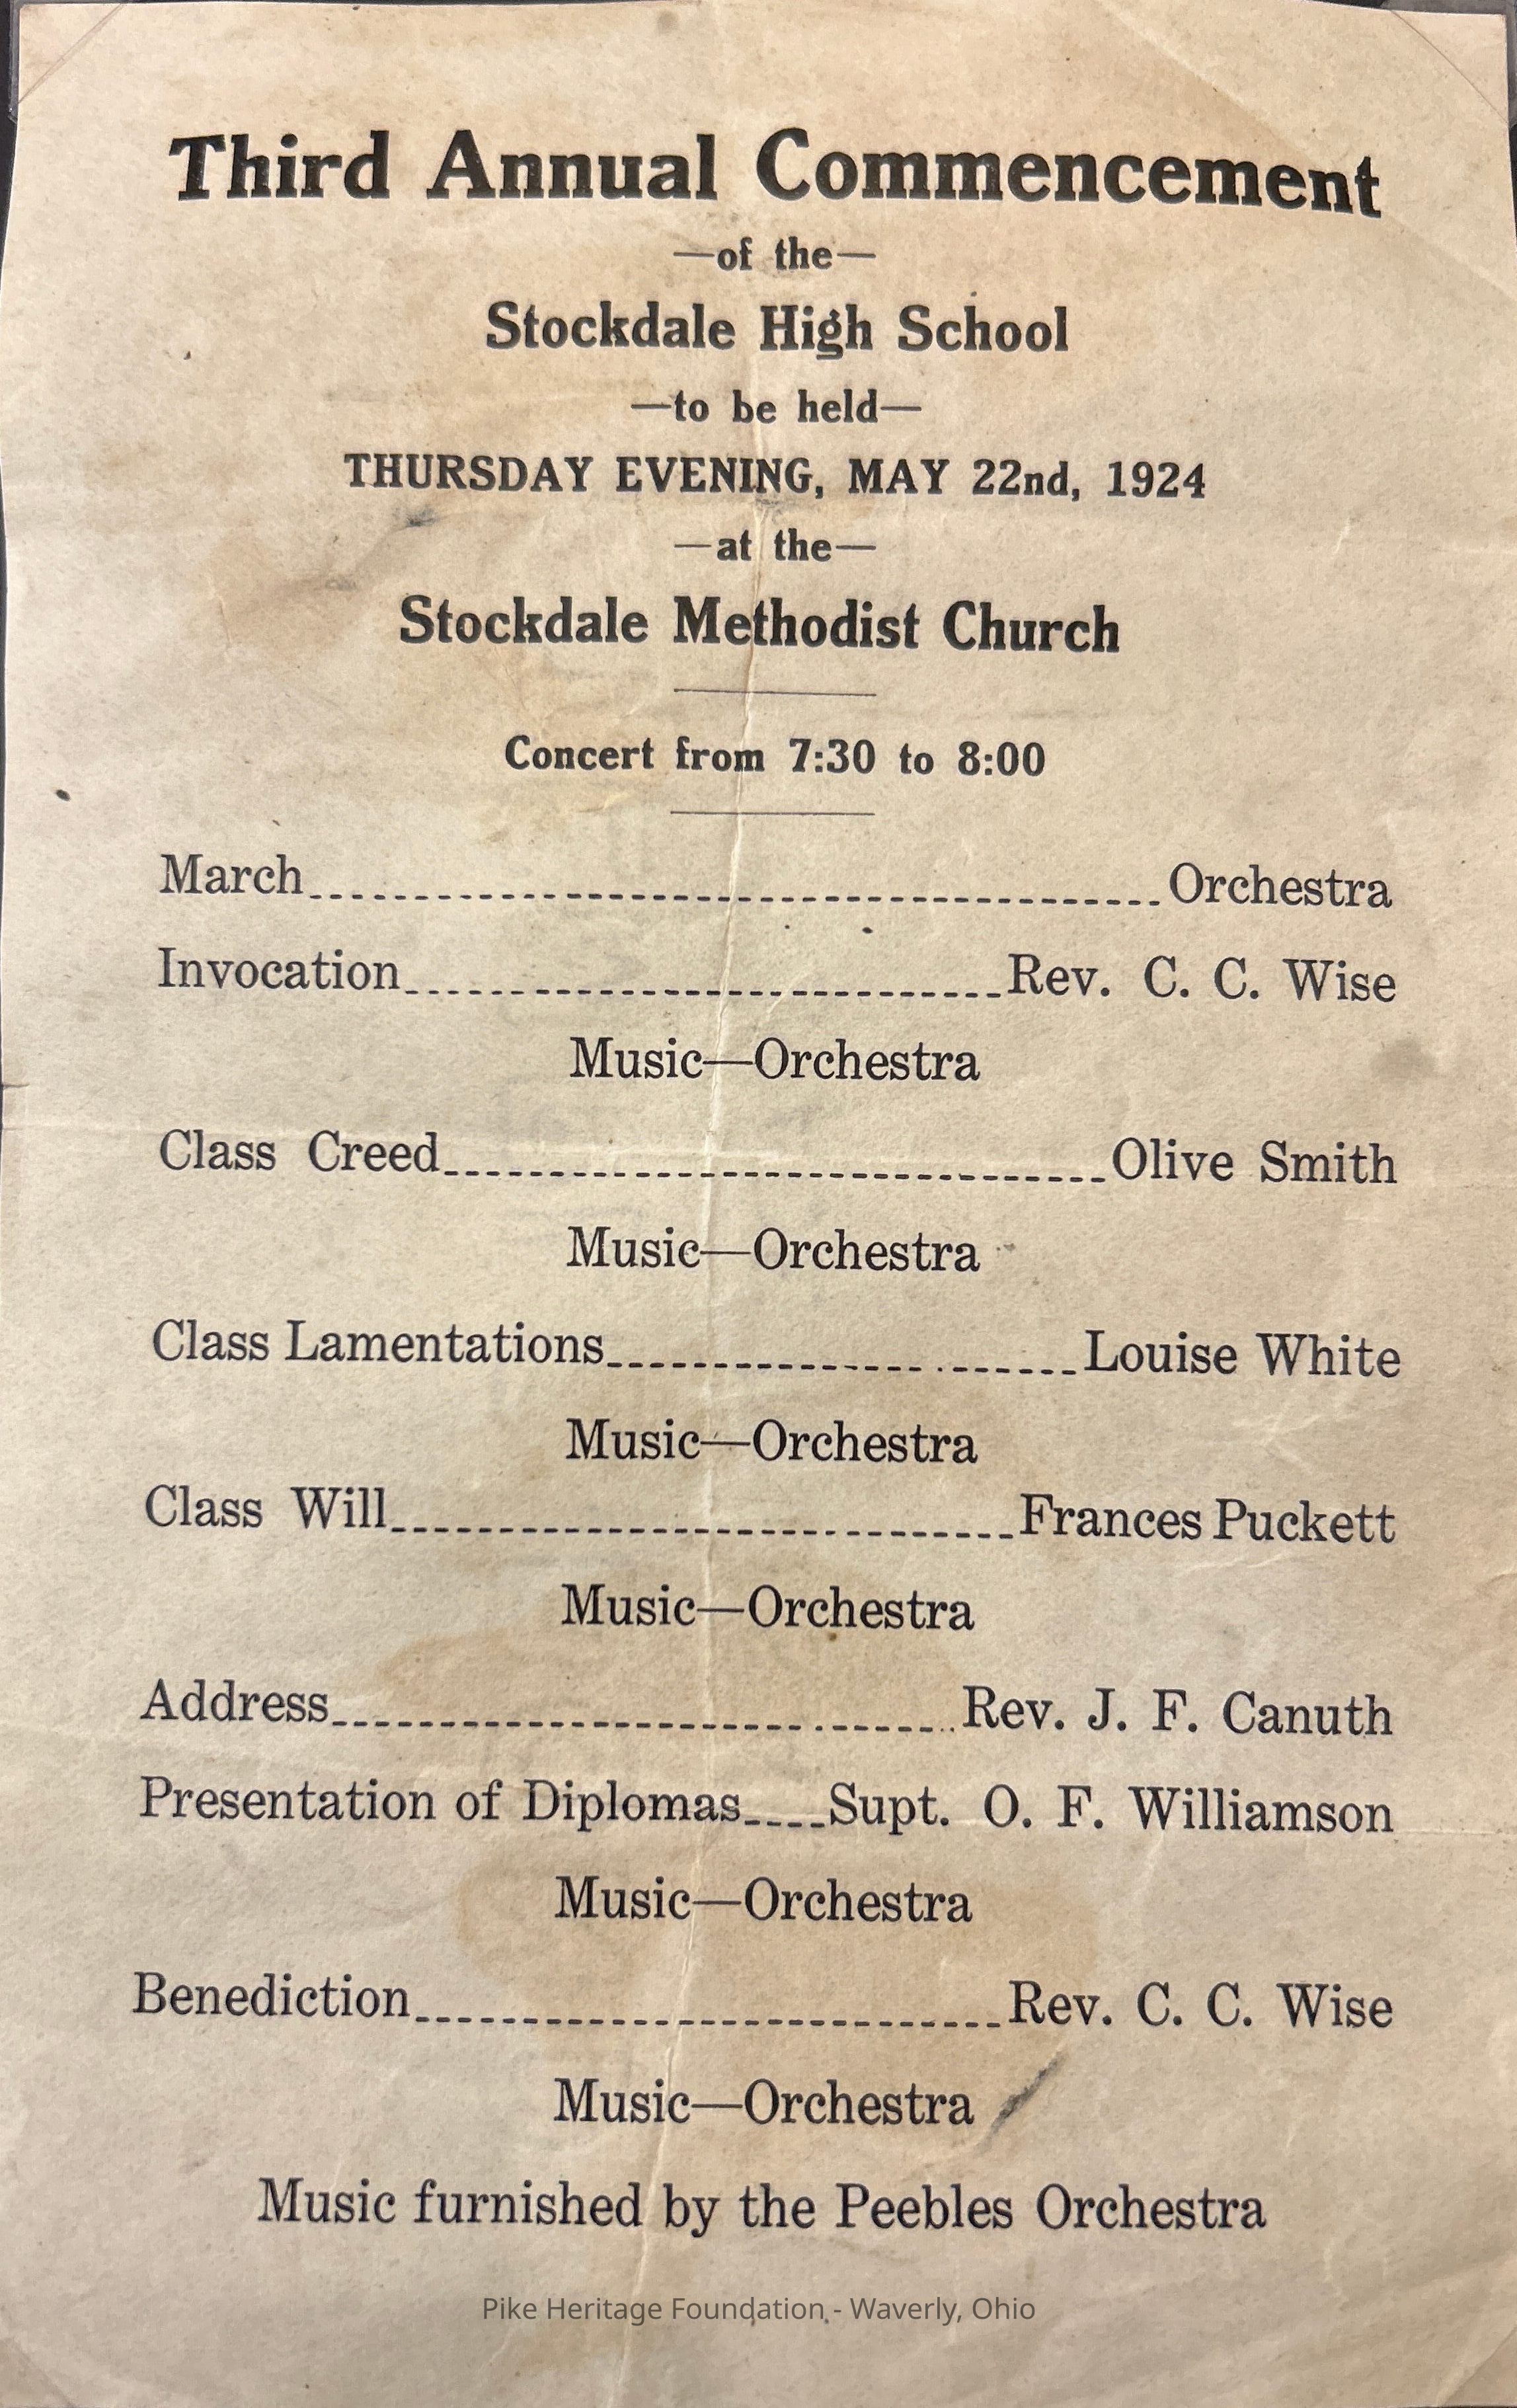 Third Annual Commencement
—of the—
Stockdale High School
—to be held—
THURSDAY EVENING, MAY 22nd, 1924
—at the—
Stockdale Methodist Church
Concert from 7:30 to 8:00
March Orchestra
Invocation Rev. C. C. Wise
Music—Orchestra
Class Creed Olive Smith
Music—Orchestra
Class Lamentations Louise White
Music—Orchestra
Class Will Frances Puckett
Music—Orchestra
Address Rev. J. F. Canuth
Presentation of Diplomas Supt. O. F. Williamson
Music—Orchestra
Benediction Rev. C. C. Wise
Music—Orchestra
Music furnished by the Peebles Orchestra
Pike Heritage Foundation - Waverly, Ohio